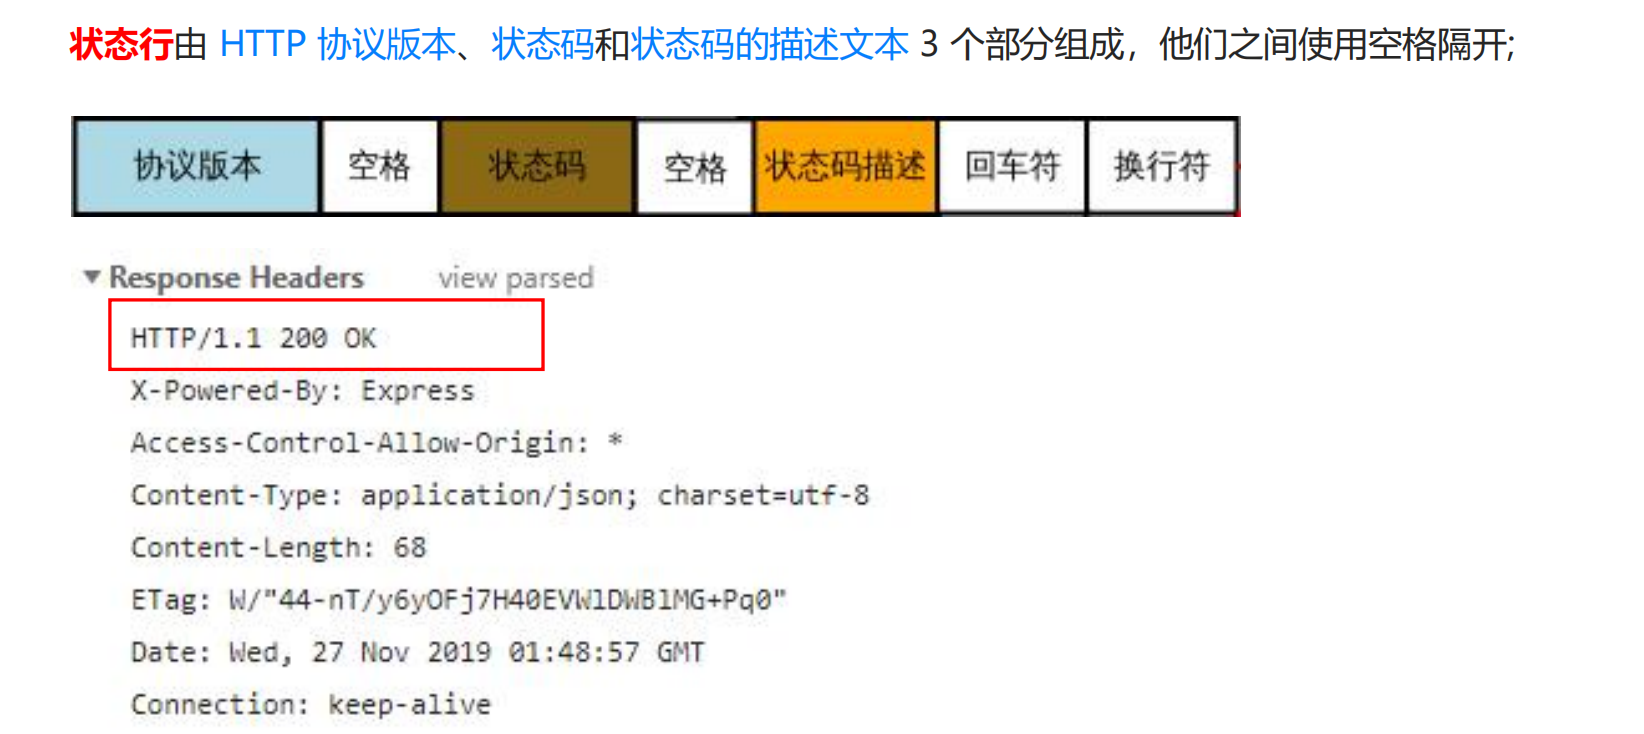 状态行由 HTTP 协议版本、状态码和状态码的描述文本 3 个部分组成，他们之间使用空格隔开;
协议版本 空格 状态码 空格 状态码描述 回车符 换行符
Response Headers view parsed
HTTP/1.1 200 OK
X-Powered-By: Express
Access-Control-Allow-Origin: *
Content-Type: application/json; charset=utf-8
Content-Length: 68
ETag: W/"44-nT/y6yOFj7H40EVWlDWBlMG+Pq0"
Date: Wed, 27 Nov 2019 01:48:57 GMT
Connection: keep-alive